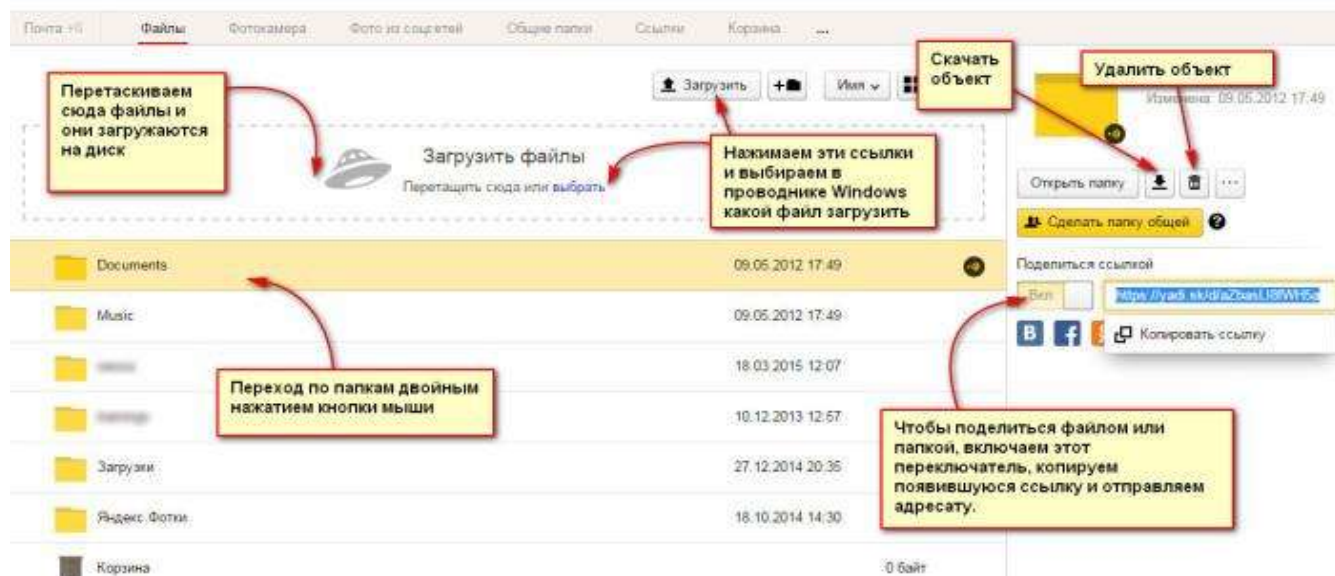 Почта +6 Файлы Фотокамера Фото из соцсетей Общие папки Ссылки Корзина ...
Скачать
объект
Удалить объект
Изменена: 09.05.2012 17:49
Перетаскиваем
сюда файлы и
они загружаются
на диск
Загрузить
Имя
Загрузить файлы
Перетащить сюда или выбрать
Нажимаем эти ссылки
и выбираем в
проводнике Windows
какой файл загрузить
Открыть папку
Сделать папку общей
Documents 09.05.2012 17:49
Поделиться ссылкой
Вкл
Копировать ссылку
Music 09.05.2012 17:49
18.03.2015 12:07
Переход по папкам двойным
нажатием кнопки мыши
10.12.2013 12:57
Чтобы поделиться файлом или
папкой, включаем этот
переключатель, копируем
появившуюся ссылку и отправляем
адресату.
Загрузки 27.12.2014 20:35
Яндекс.Фотки 18.10.2014 14:30
Корзина 0 байт